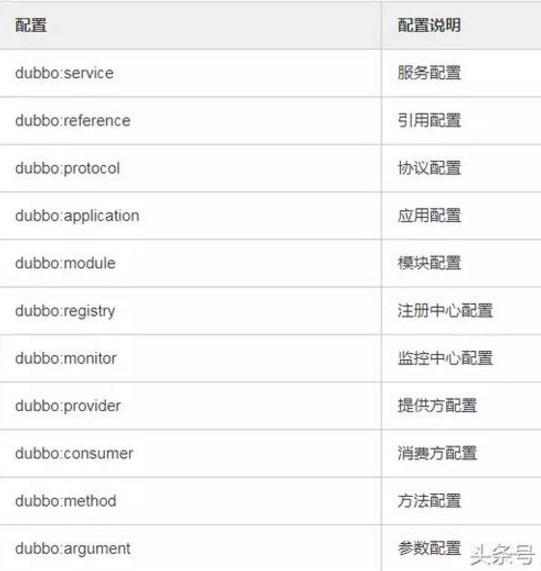 配置 配置说明
dubbo:service 服务配置
dubbo:reference 引用配置
dubbo:protocol 协议配置
dubbo:application 应用配置
dubbo:module 模块配置
dubbo:registry 注册中心配置
dubbo:monitor 监控中心配置
dubbo:provider 提供方配置
dubbo:consumer 消费方配置
dubbo:method 方法配置
dubbo:argument 参数配置
头条号